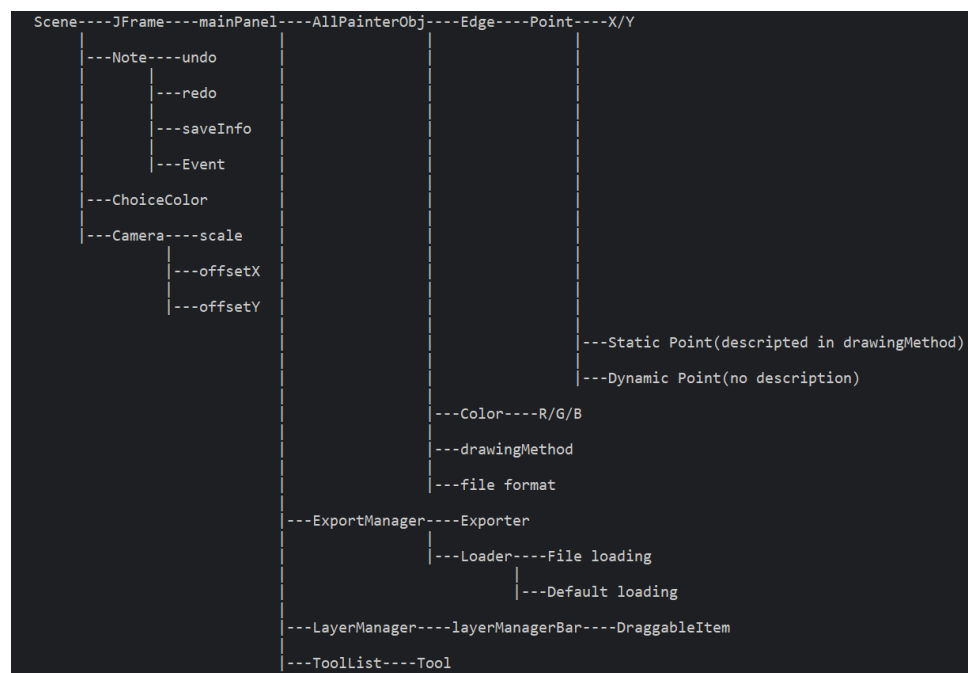 Scene----JFrame----mainPanel----AllPainterObj----Edge----Point----X/Y
|---Note----undo
|---redo
|---saveInfo
|---Event
|---ChoiceColor
|---Camera----scale
|---offsetX
|---offsetY
|---Static Point(descripted in drawingMethod)
|---Dynamic Point(no description)
|---Color----R/G/B
|---drawingMethod
|---file format
|---ExportManager----Exporter
|---Loader----File loading
|---Default loading
|---LayerManager----layerManagerBar----DraggableItem
|---ToolList----Tool